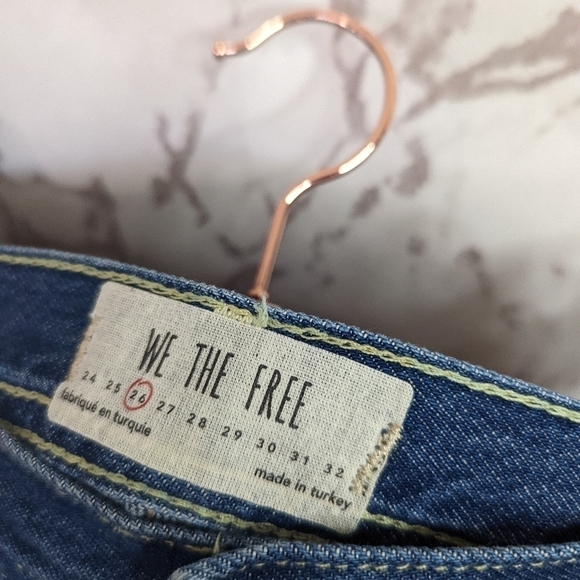 WE THE FREE
24 25 26 27 28 29 30 31 32
fabriqué en turquie
made in turkey